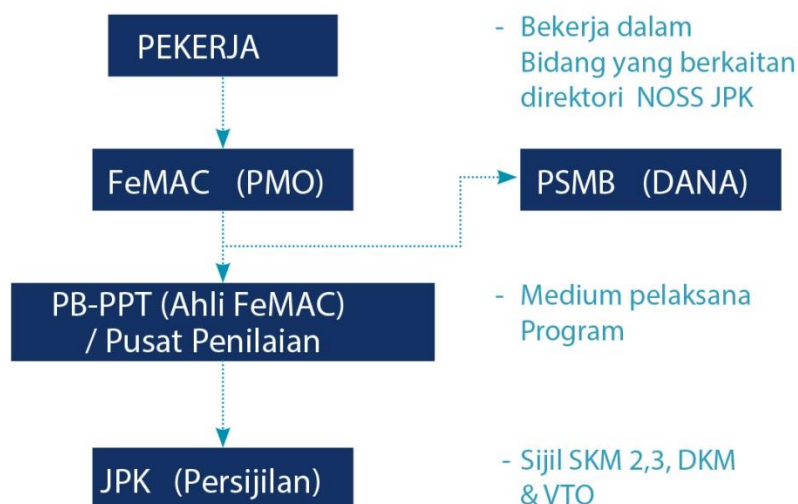 PEKERJA
- Bekerja dalam
Bidang yang berkaitan
direktori NOSS JPK
FeMAC (PMO)
PSMB (DANA)
PB-PPT (Ahli FeMAC)
/ Pusat Penilaian
- Medium pelaksana
Program
JPK (Persijilan)
- Sijil SKM 2,3, DKM
& VTO